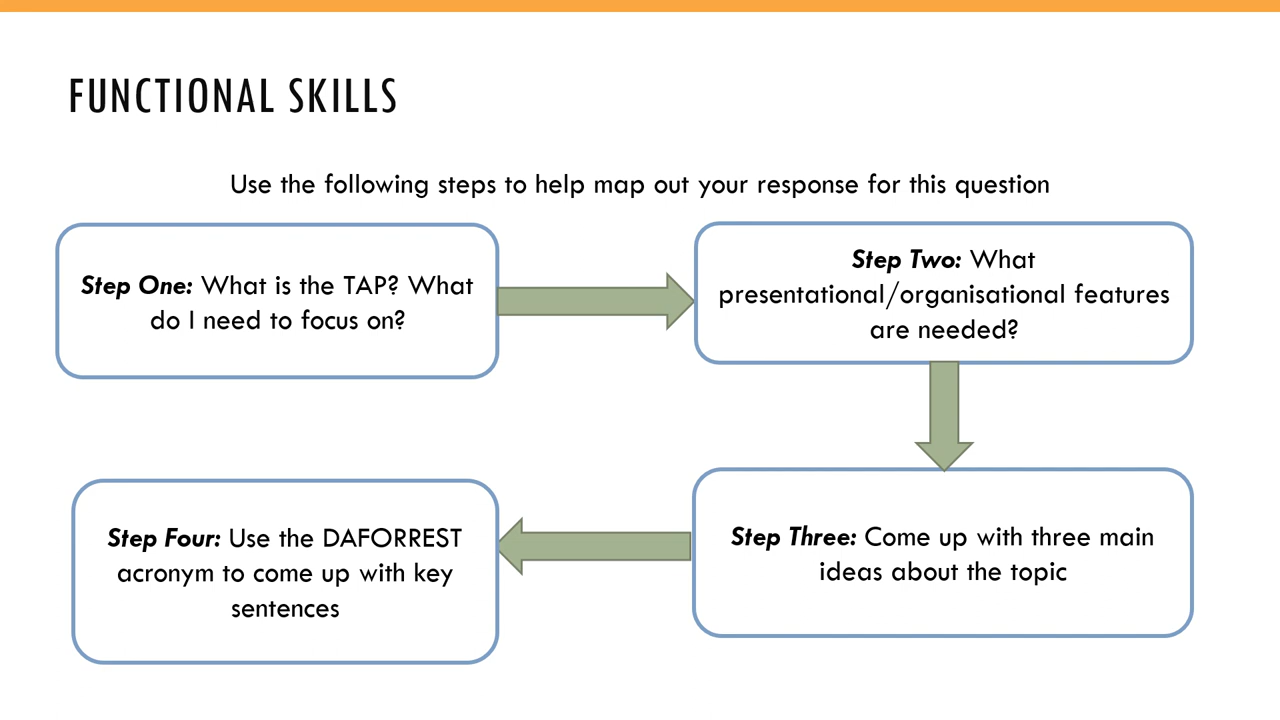 FUNCTIONAL SKILLS
Use the following steps to help map out your response for this question
Step One: What is the TAP? What
do I need to focus on?
Step Two: What
presentational/organisational features
are needed?
Step Three: Come up with three main
ideas about the topic
Step Four: Use the DAFORREST
acronym to come up with key
sentences